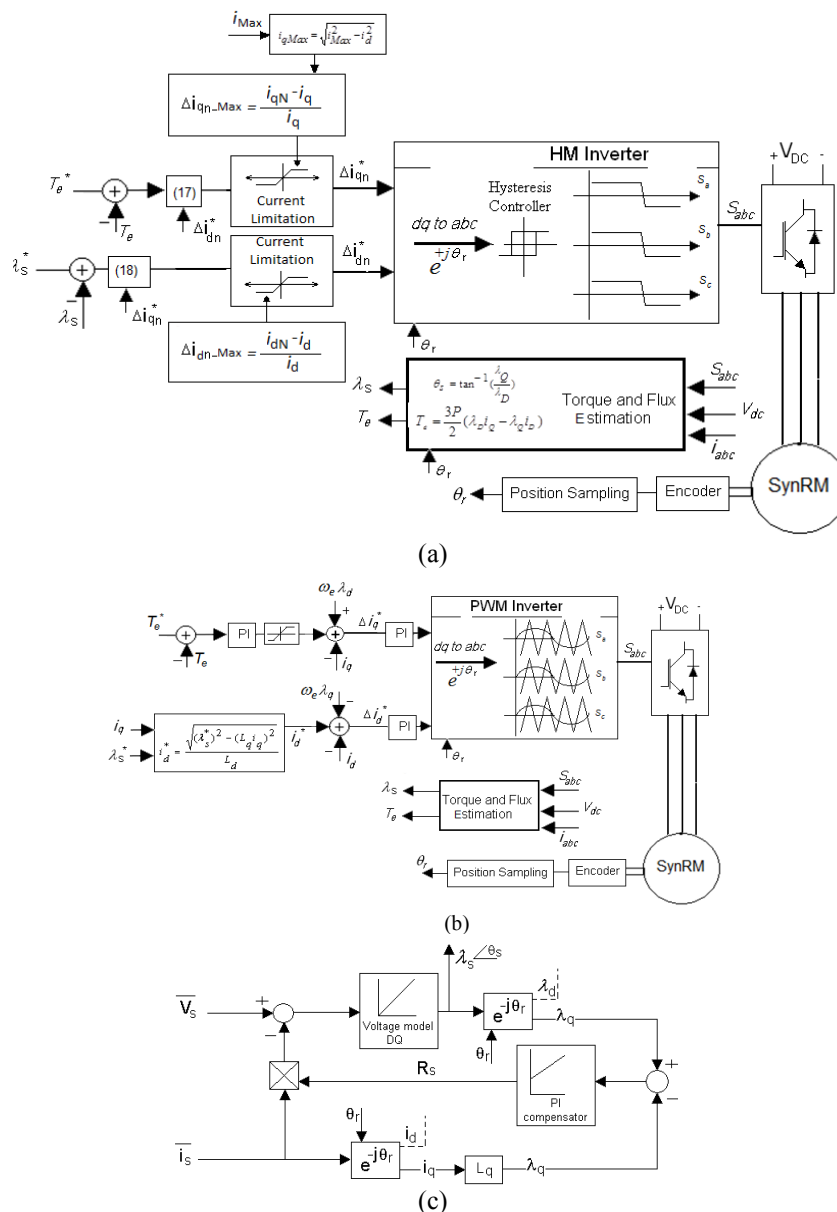 i_Max
i_qMax = √(i²_Max − i²_d)
Δi_qn_Max = (i_qN - i_q) / i_q
T_e*
+
−
T_e
(17)
Δi*_dn
Current
Limitation
Δi*_qn
λ_S*
+
−
λ_S
(18)
Δi*_qn
Current
Limitation
Δi*_dn
Δi_dn_Max = (i_dN - i_d) / i_d
HM Inverter
Hysteresis
Controller
dq to abc
e^{+jθ_r}
S_a
S_b
S_c
θ_r
S_abc
+ V_DC -
λ_S
T_e
θ_s = tan⁻¹(λ_Q / λ_D)
T_e = 3P/2 (λ_D i_Q − λ_Q i_D)
Torque and Flux
Estimation
S_abc
V_dc
i_abc
θ_r
θ_r
Position Sampling
Encoder
SynRM
(a)
T_e*
+
−
T_e
PI
ω_e λ_d
+
+
−
i_q
Δi_q*
PI
i_q
λ_s*
i_d* = √((λ_s*)² − (L_q i_q)²) / L_d
i_d*
ω_e λ_q
−
+
−
i_d
Δi_d*
PI
PWM Inverter
dq to abc
e^{+jθ_r}
S_a
S_b
S_c
θ_r
S_abc
+ V_DC -
λ_S
T_e
Torque and Flux
Estimation
S_abc
V_dc
i_abc
θ_r
Position Sampling
Encoder
SynRM
(b)
V̅_s
+
−
Voltage model
DQ
λ_s∠θ_s
e^{-jθ_r}
θ_r
λ_d
λ_q
+
−
R_s
PI
compensator
i̅_s
θ_r
e^{-jθ_r}
i_d
i_q
L_q
λ_q
(c)